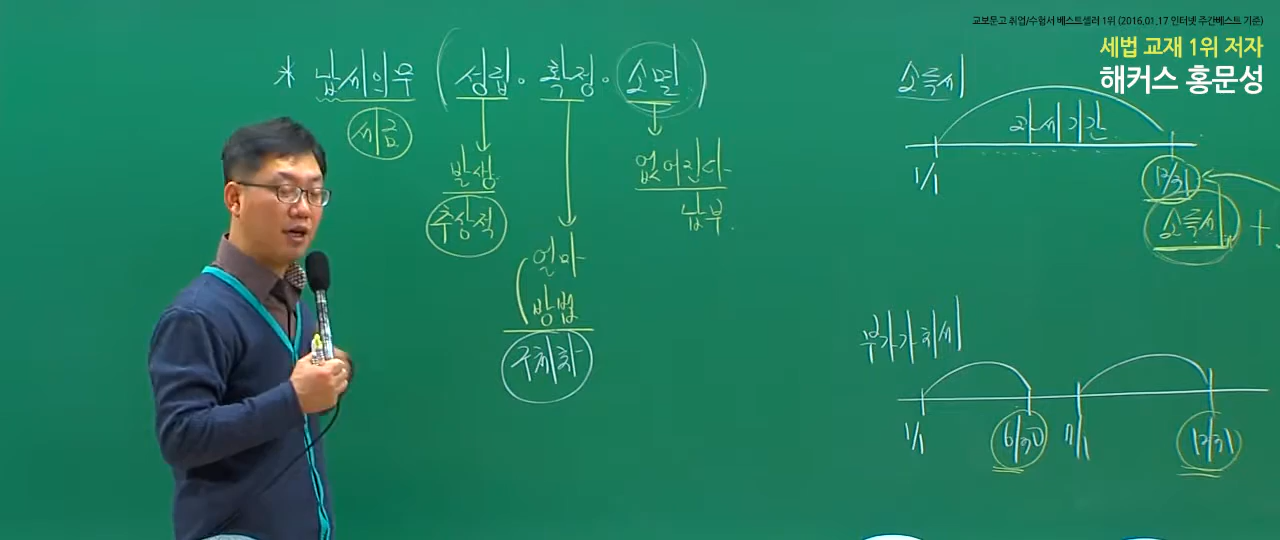 교보문고 취업/수험서 베스트셀러 1위 (2016.01.17 인터넷 주간베스트 기준)
세법 교재 1위 저자
해커스 홍문성
* 납세의무 (성립·확정·소멸)
세금
발생
추상적
얼마
방법
구체화
없어진다
납부
소득세
과세기간
1/1
12/31
소득세 +
부가가치세
1/1 6/30 7/1 12/31